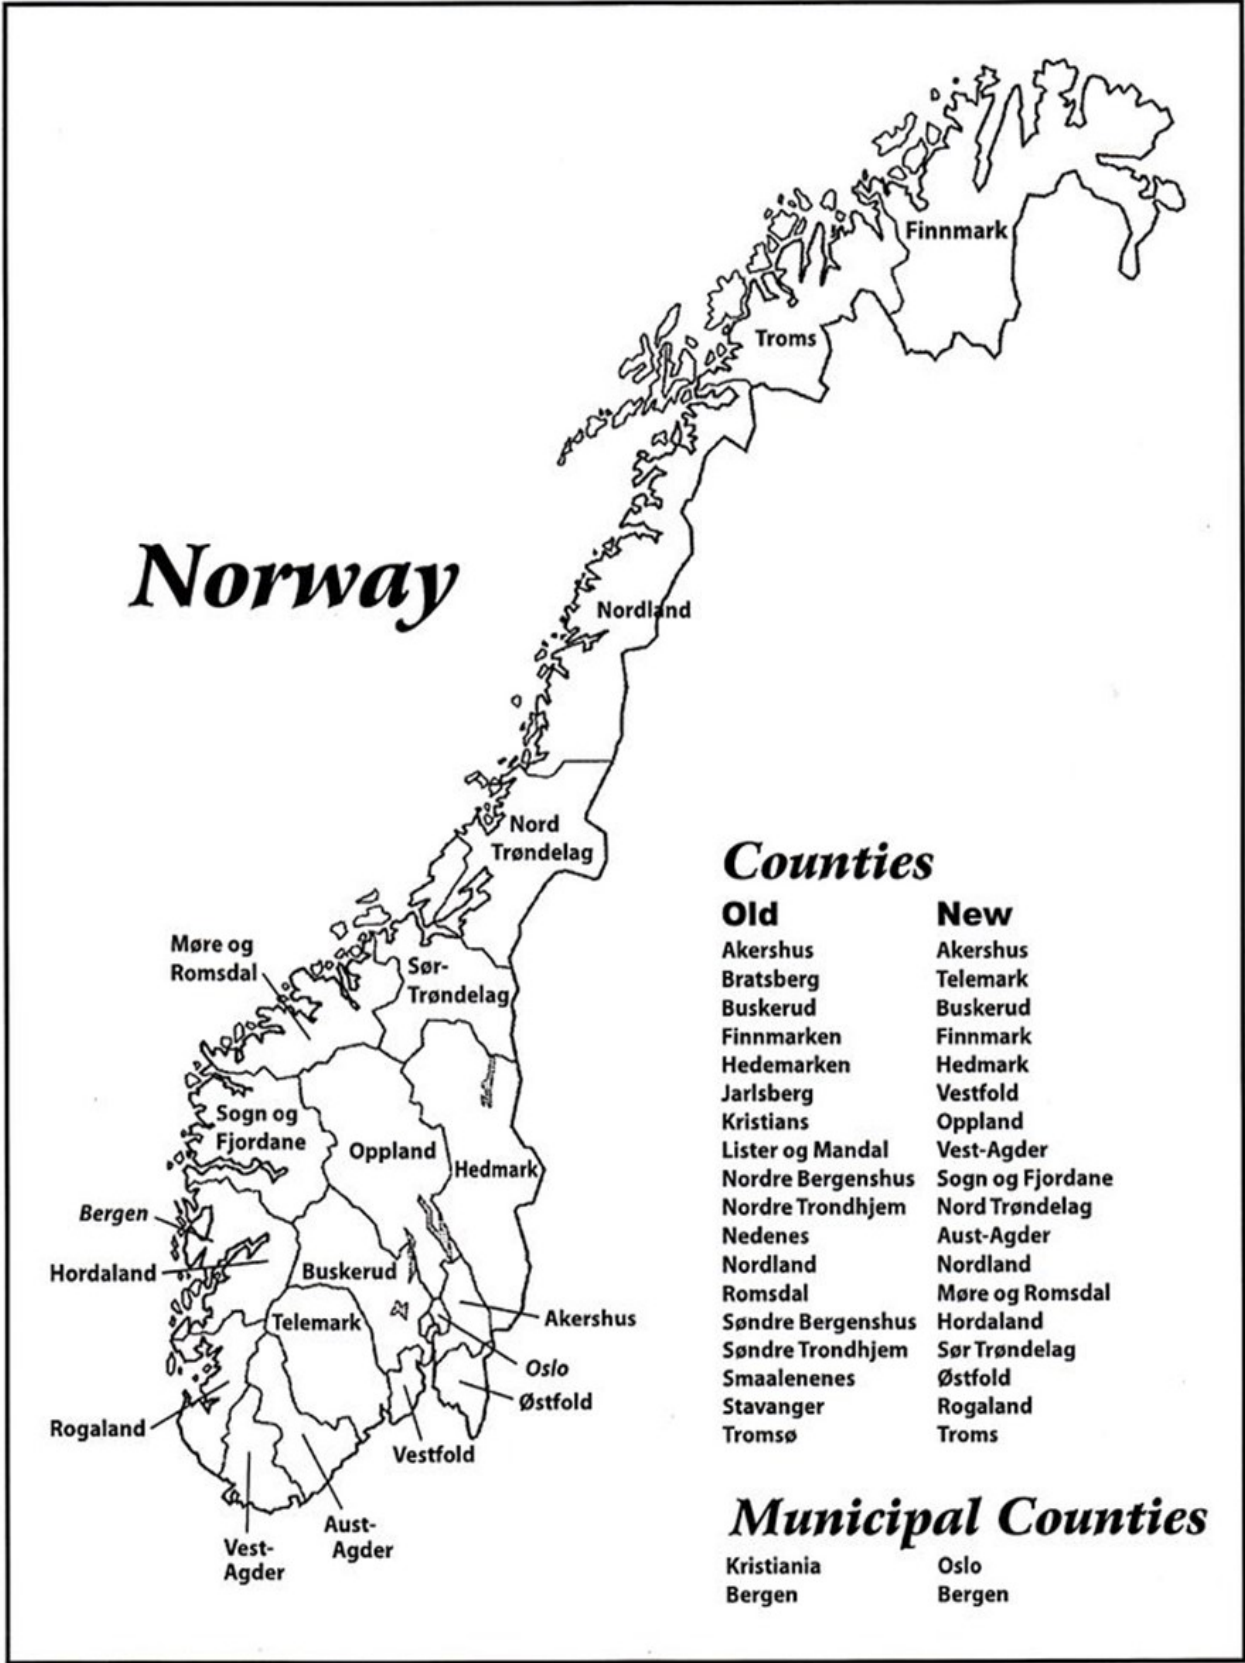 Finnmark
Troms
Norway
Nordland
Nord
Trøndelag
Møre og
Romsdal
Sør-
Trøndelag
Sogn og
Fjordane
Oppland
Hedmark
Bergen
Hordaland
Buskerud
Telemark
Akershus
Oslo
Østfold
Rogaland
Vestfold
Aust-
Agder
Vest-
Agder
Counties
Old New
Akershus Akershus
Bratsberg Telemark
Buskerud Buskerud
Finnmarken Finnmark
Hedemarken Hedmark
Jarlsberg Vestfold
Kristians Oppland
Lister og Mandal Vest-Agder
Nordre Bergenshus Sogn og Fjordane
Nordre Trondhjem Nord Trøndelag
Nedenes Aust-Agder
Nordland Nordland
Romsdal Møre og Romsdal
Søndre Bergenshus Hordaland
Søndre Trondhjem Sør Trøndelag
Smaalenenes Østfold
Stavanger Rogaland
Tromsø Troms
Municipal Counties
Kristiania Oslo
Bergen Bergen